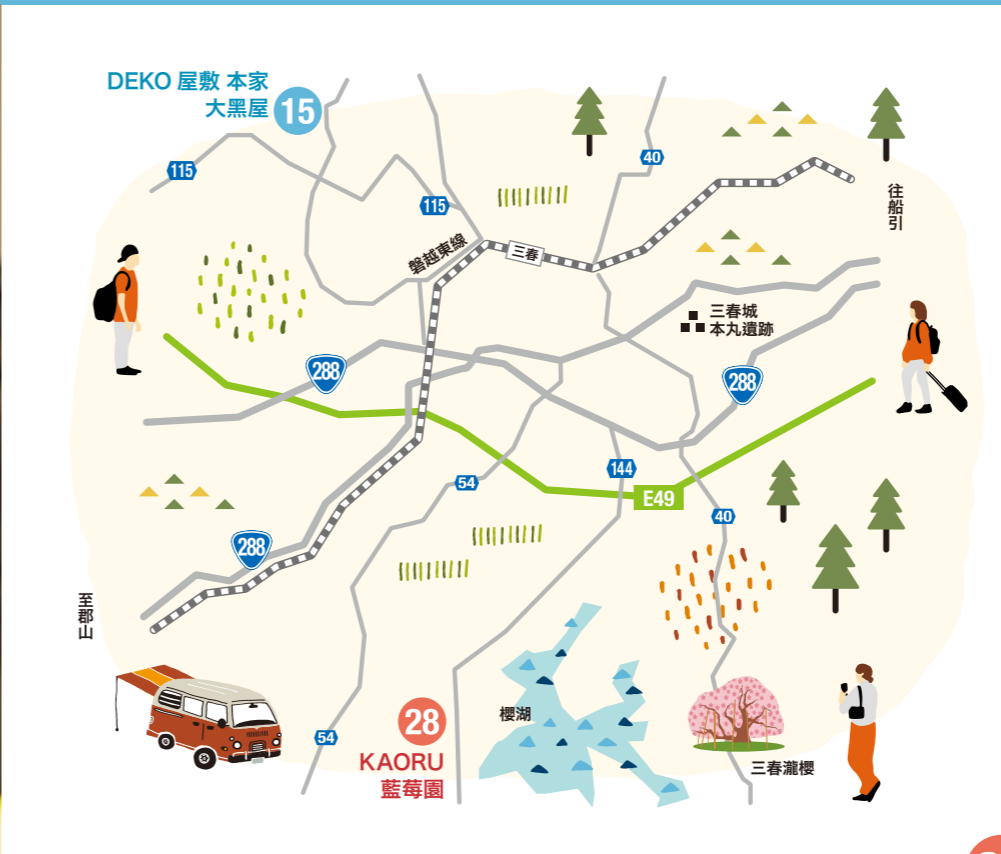 DEKO 屋敷 本家
大黑屋
15
115
40
115
往船引
磐越東線
三春
三春城
本丸遺跡
288
288
144
54
E49
40
288
至郡山
28
櫻湖
54
KAORU
藍莓園
三春瀧櫻